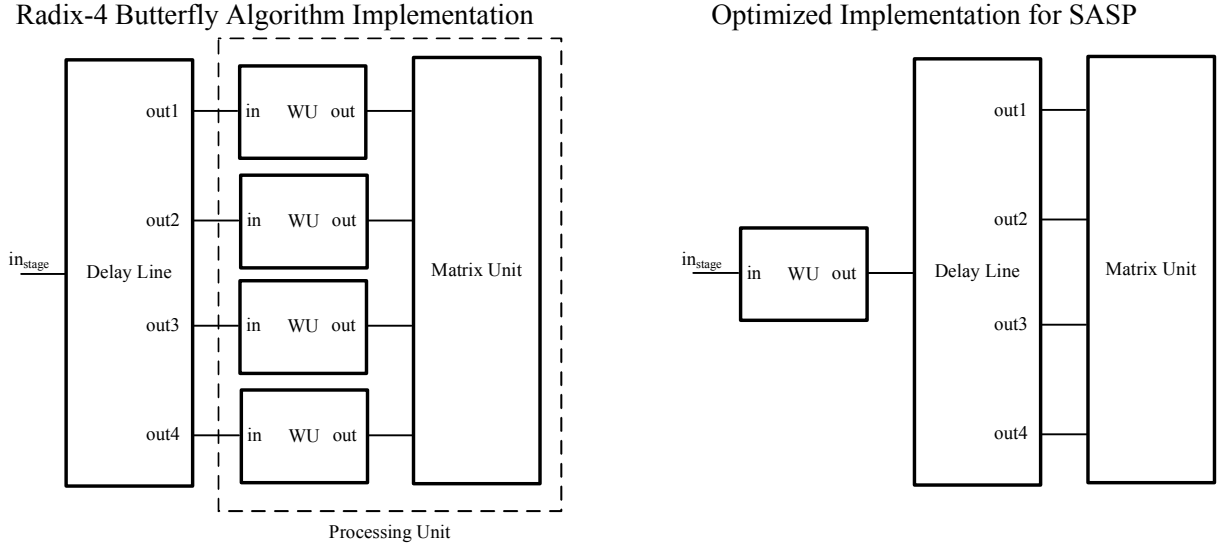 Radix-4 Butterfly Algorithm Implementation
out1
in WU out
out2
in WU out
in_stage
Delay Line
Matrix Unit
out3
in WU out
out4
in WU out
Processing Unit
Optimized Implementation for SASP
out1
out2
in_stage
in WU out
Delay Line
Matrix Unit
out3
out4